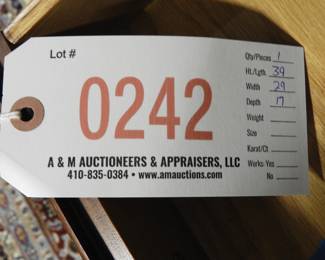 Lot #
0242
A & M AUCTIONEERS & APPRAISERS, LLC
410-835-0384 • www.amauctions.com
Qty/Pieces 1
Ht./Lgth 39
Width 29
Depth 17
Weight
Size
Karat/Ct
Works: Yes
No